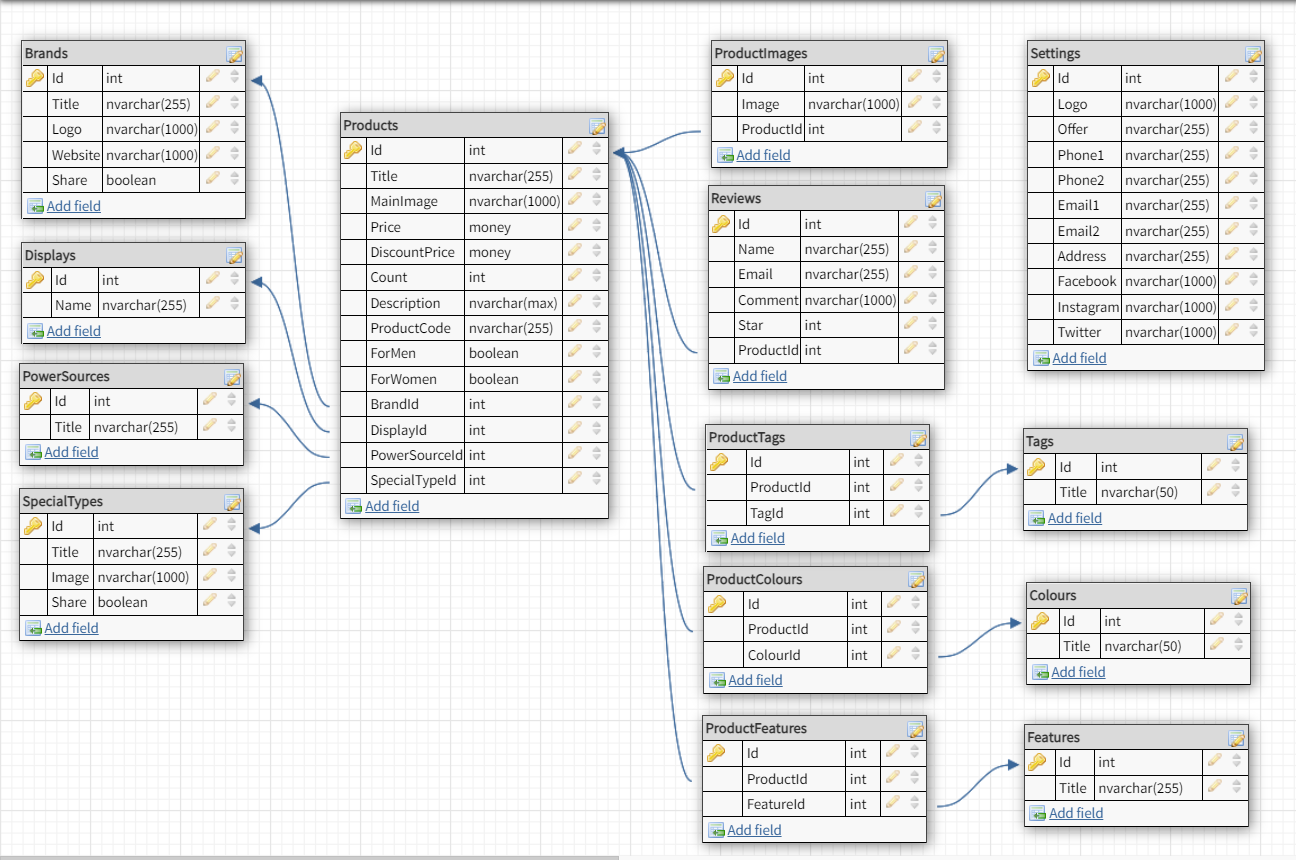 Brands
Id int
Title nvarchar(255)
Logo nvarchar(1000)
Website nvarchar(1000)
Share boolean
Add field
Displays
Id int
Name nvarchar(255)
Add field
PowerSources
Id int
Title nvarchar(255)
Add field
SpecialTypes
Id int
Title nvarchar(255)
Image nvarchar(1000)
Share boolean
Add field
Products
Id int
Title nvarchar(255)
MainImage nvarchar(1000)
Price money
DiscountPrice money
Count int
Description nvarchar(max)
ProductCode nvarchar(255)
ForMen boolean
ForWomen boolean
BrandId int
DisplayId int
PowerSourceId int
SpecialTypeId int
Add field
ProductImages
Id int
Image nvarchar(1000)
ProductId int
Add field
Reviews
Id int
Name nvarchar(255)
Email nvarchar(255)
Comment nvarchar(1000)
Star int
ProductId int
Add field
ProductTags
Id int
ProductId int
TagId int
Add field
ProductColours
Id int
ProductId int
ColourId int
Add field
ProductFeatures
Id int
ProductId int
FeatureId int
Add field
Settings
Id int
Logo nvarchar(1000)
Offer nvarchar(255)
Phone1 nvarchar(255)
Phone2 nvarchar(255)
Email1 nvarchar(255)
Email2 nvarchar(255)
Address nvarchar(255)
Facebook nvarchar(1000)
Instagram nvarchar(1000)
Twitter nvarchar(1000)
Add field
Tags
Id int
Title nvarchar(50)
Add field
Colours
Id int
Title nvarchar(50)
Add field
Features
Id int
Title nvarchar(255)
Add field